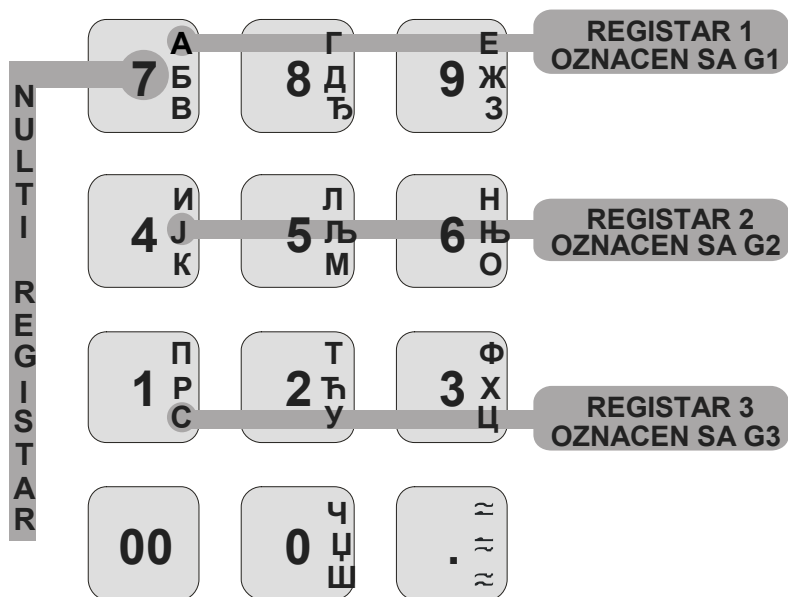 NULTI REGISTAR
7 А Б В
8 Г Д Ђ
9 Е Ж З
REGISTAR 1
OZNACEN SA G1
4 И Ј К
5 Л Љ М
6 Н Њ О
REGISTAR 2
OZNACEN SA G2
1 П Р С
2 Т Ћ У
3 Ф Х Ц
REGISTAR 3
OZNACEN SA G3
00
0 Ч Џ Ш
.